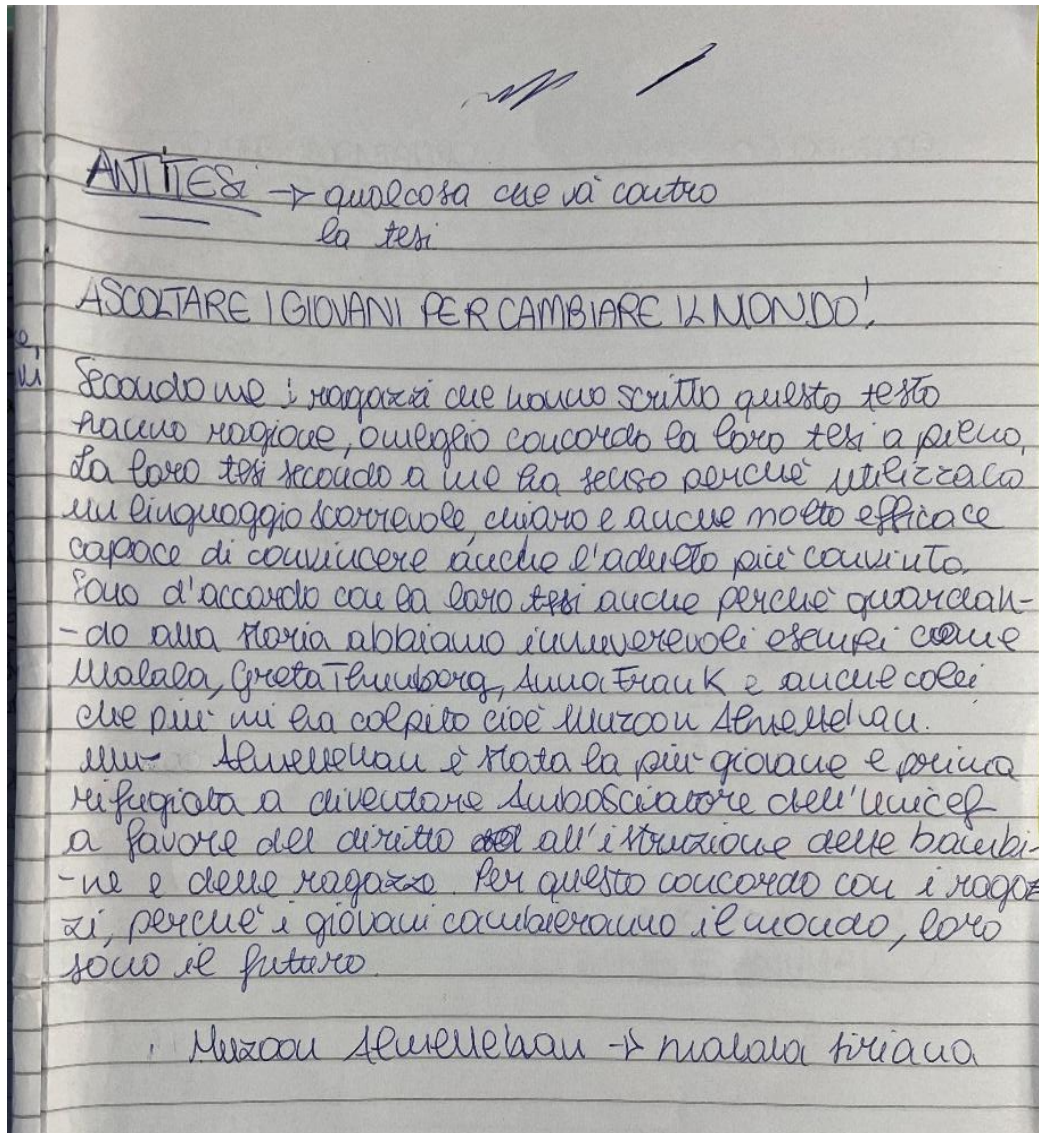 ANTITESI → qualcosa che và contro
la tesi
ASCOLTARE I GIOVANI PER CAMBIARE IL MONDO!
e,
Secondo me i ragazzi che hanno scritto questo testo
hanno ragione, o meglio concordo la loro tesi a pieno.
La loro tesi secondo a me ha senso perchè utilizzano
un linguaggio scorrevole, chiaro e anche molto efficace
capace di convincere anche l'adulto più convinto.
Sono d'accordo con la loro tesi anche perchè guardan-
-do alla storia abbiamo innumerevoli esempi come
Malala, Greta Thunberg, Anna Frank e anche colei
che più mi ha colpito cioè Muzoon Almellehan.
Almellehan è stata la più giovane e prima
rifugiata a diventare Ambasciatore dell'Unicef
a favore del diritto all'istruzione delle bambi-
-ne e delle ragazze. Per questo concordo con i ragaz
zi, perchè i giovani cambieranno il mondo, loro
sono il futuro.
Muzoon Almellehan → malala siriana